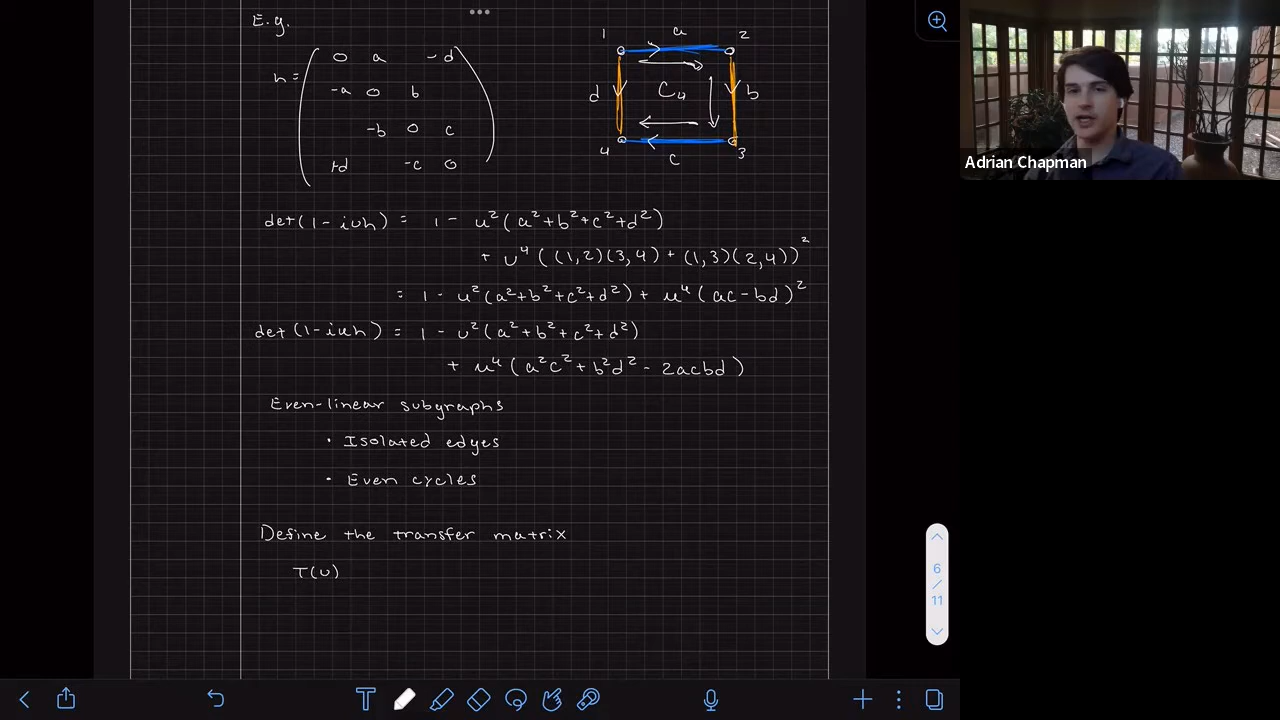 E.g.
1 a 2
h = ( 0 a -d
-a 0 b
-b 0 c
+d -c 0 )
d C₄ b
4 c 3
det(1 - iuh) = 1 - u²(a²+b²+c²+d²)
+ u⁴((1,2)(3,4) + (1,3)(2,4))²
= 1 - u²(a²+b²+c²+d²) + u⁴(ac-bd)²
det(1-iuh) = 1 - u²(a²+b²+c²+d²)
+ u⁴(a²c² + b²d² - 2acbd)
Even-linear subgraphs
· Isolated edges
· Even cycles
Define the transfer matrix
T(u)
Adrian Chapman
6
/
11
T